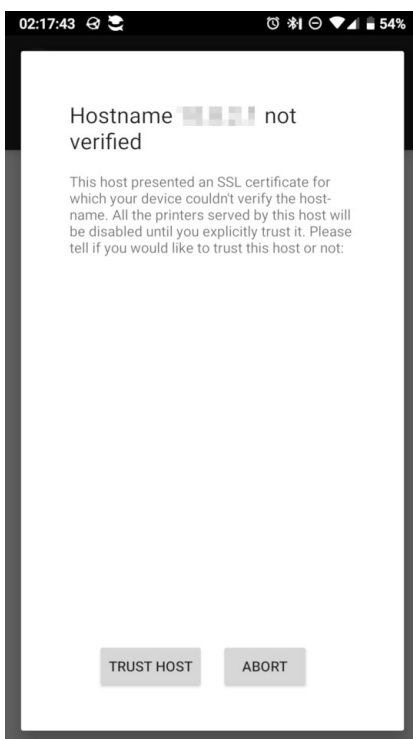 02:17:43 54%
Hostname not
verified
This host presented an SSL certificate for
which your device couldn't verify the host-
name. All the printers served by this host will
be disabled until you explicitly trust it. Please
tell if you would like to trust this host or not:
TRUST HOST ABORT